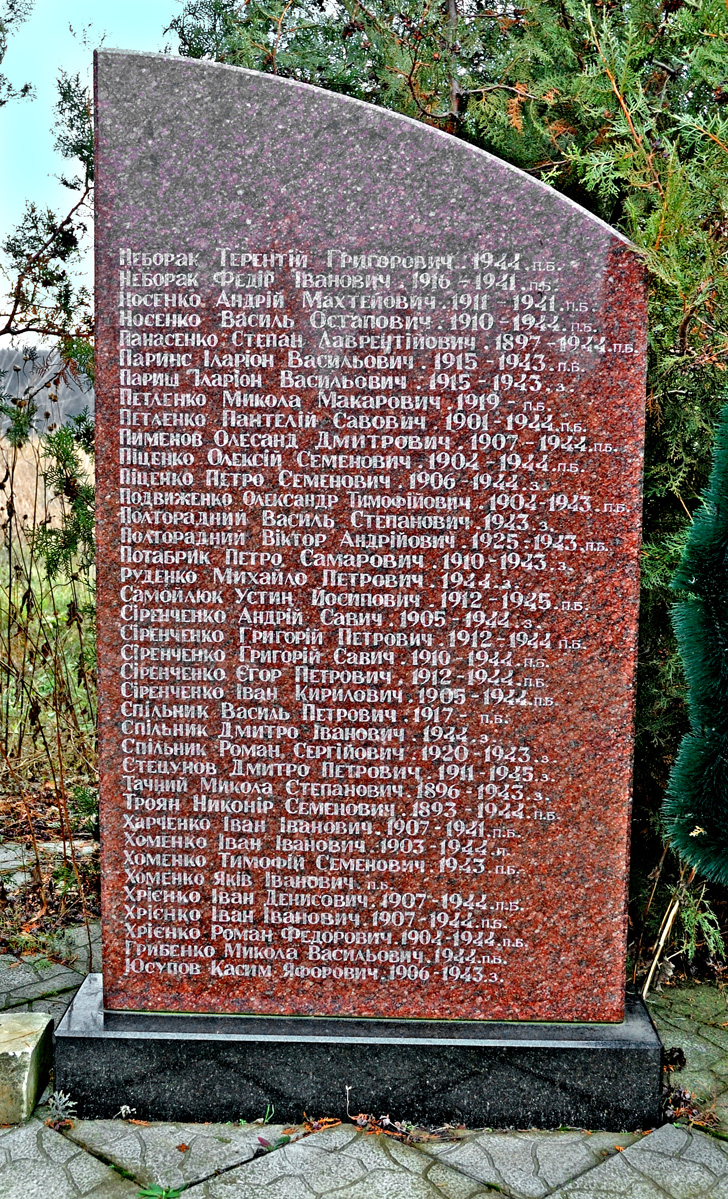 Неборак Терентій Григорович. 1944. п.б.
Неборак Федір Іванович. 1916 - 1941. п.б.
Носенко Андрій Махтейович. 1911 - 1941. п.б.
Носенко Василь Остапович. 1910 - 1944. п.б.
Панасенко Степан Лаврентійович. 1897 - 1944. п.б.
Паринс Іларіон Васильович. 1915 - 1943. п.б.
Париш Іларіон Васильович. 1915 - 1943. з.
Петленко Микола Макарович. 1919 - п.б.
Петленко Пантелій Савович. 1901 - 1944. п.б.
Пименов Олесанд Дмитрович. 1907 - 1944. п.б.
Піценко Олексій Семенович. 1904 - 1944. п.б.
Піценко Петро Семенович. 1906 - 1944. з.
Подвиженко Олександр Тимофійович. 1904-1943. п.б.
Полторадний Василь Степанович. 1943. з.
Полторадний Віктор Андрійович. 1925 - 1943. п.б.
Потабрик Петро Самарович. 1910 - 1943. з.
Руденко Михайло Петрович. 1944. з.
Самойлюк Устин Йосипович. 1912 - 1945. п.б.
Сіренченко Андрій Савич. 1905 - 1944. з.
Сіренченко Григорій Петрович. 1912 - 1944 п.б.
Сіренченко Григорій Савич. 1910 - 1944. п.б.
Сіренченко Єгор Петрович. 1912 - 1944. п.б.
Сіренченко Іван Кирилович. 1905 - 1944. п.б.
Спільник Василь Петрович. 1917 - п.б.
Спільник Дмитро Іванович. 1944. з.
Спільник Роман Сергійович. 1920 - 1943. з.
Стецунов Дмитро Петрович. 1911 - 1945. з
Тачний Микола Степанович. 1896 - 1943. з.
Троян Никонір Семенович. 1893 - 1944. п.б.
Харченко Іван Іванович. 1907 - 1941. п.б.
Хоменко Іван Іванович. 1903 - 1944.
Хоменко Тимофій Семенович. 1943. п.б.
Хоменко Яків Іванович. п.б.
Хрієнко Іван Денисович. 1907 - 1944. п.б.
Хрієнко Іван Іванович. 1907 - 1944. п.б.
Хрієнко Роман Федорович. 1904 - 1944. п.б.
Грибенко Микола Васильович. 1944. п.б.
Юсупов Касим Яфорович. 1906 - 1943. з.